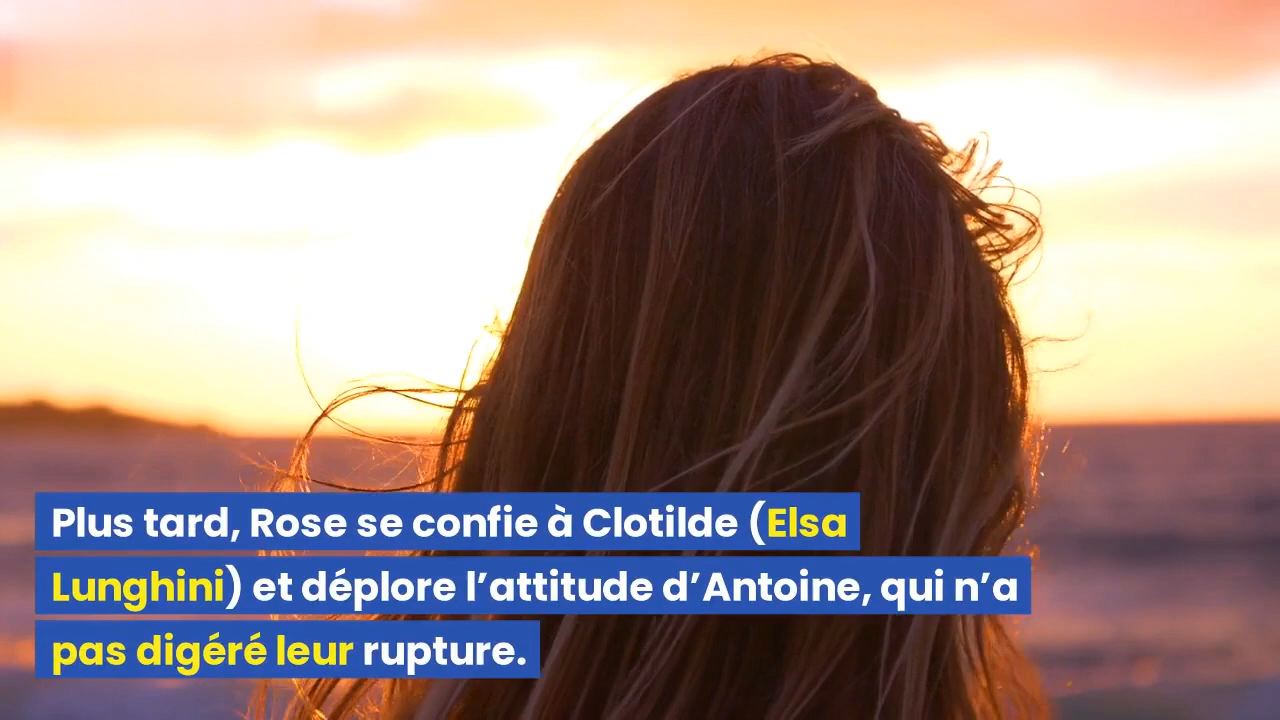 Plus tard, Rose se confie à Clotilde (Elsa
Lunghini) et déplore l’attitude d’Antoine, qui n’a
pas digéré leur rupture.